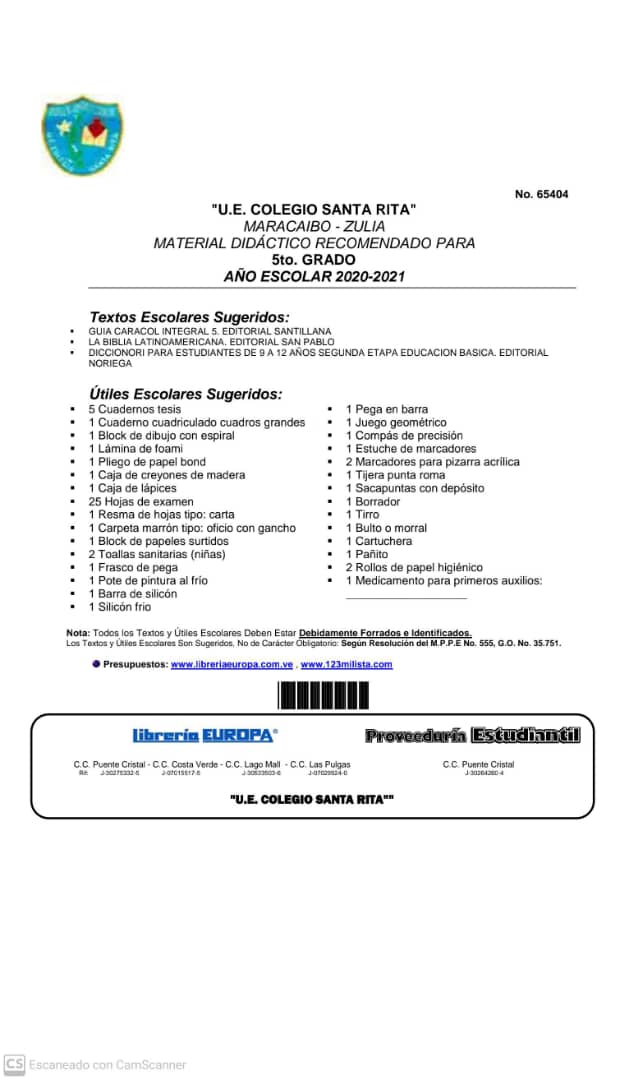 No. 65404
"U.E. COLEGIO SANTA RITA"
MARACAIBO - ZULIA
MATERIAL DIDÁCTICO RECOMENDADO PARA
5to. GRADO
AÑO ESCOLAR 2020-2021
Textos Escolares Sugeridos:
GUIA CARACOL INTEGRAL 5. EDITORIAL SANTILLANA
LA BIBLIA LATINOAMERICANA. EDITORIAL SAN PABLO
DICCIONORI PARA ESTUDIANTES DE 9 A 12 AÑOS SEGUNDA ETAPA EDUCACION BASICA. EDITORIAL
NORIEGA
Útiles Escolares Sugeridos:
5 Cuadernos tesis
1 Cuaderno cuadriculado cuadros grandes
1 Block de dibujo con espiral
1 Lámina de foami
1 Pliego de papel bond
1 Caja de creyones de madera
1 Caja de lápices
25 Hojas de examen
1 Resma de hojas tipo: carta
1 Carpeta marrón tipo: oficio con gancho
1 Block de papeles surtidos
2 Toallas sanitarias (niñas)
1 Frasco de pega
1 Pote de pintura al frío
1 Barra de silicón
1 Silicón frio
1 Pega en barra
1 Juego geométrico
1 Compás de precisión
1 Estuche de marcadores
2 Marcadores para pizarra acrílica
1 Tijera punta roma
1 Sacapuntas con depósito
1 Borrador
1 Tirro
1 Bulto o morral
1 Cartuchera
1 Pañito
2 Rollos de papel higiénico
1 Medicamento para primeros auxilios:
Nota: Todos los Textos y Útiles Escolares Deben Estar Debidamente Forrados e Identificados.
Los Textos y Útiles Escolares Son Sugeridos, No de Carácter Obligatorio: Según Resolución del M.P.P.E No. 555, G.O. No. 35.751.
Presupuestos: www.libreriaeuropa.com.ve . www.123milista.com
librería EUROPA® Proveeduría Estudiantil
C.C. Puente Cristal - C.C. Costa Verde - C.C. Lago Mall - C.C. Las Pulgas C.C. Puente Cristal
"U.E. COLEGIO SANTA RITA""
CS Escaneado con CamScanner